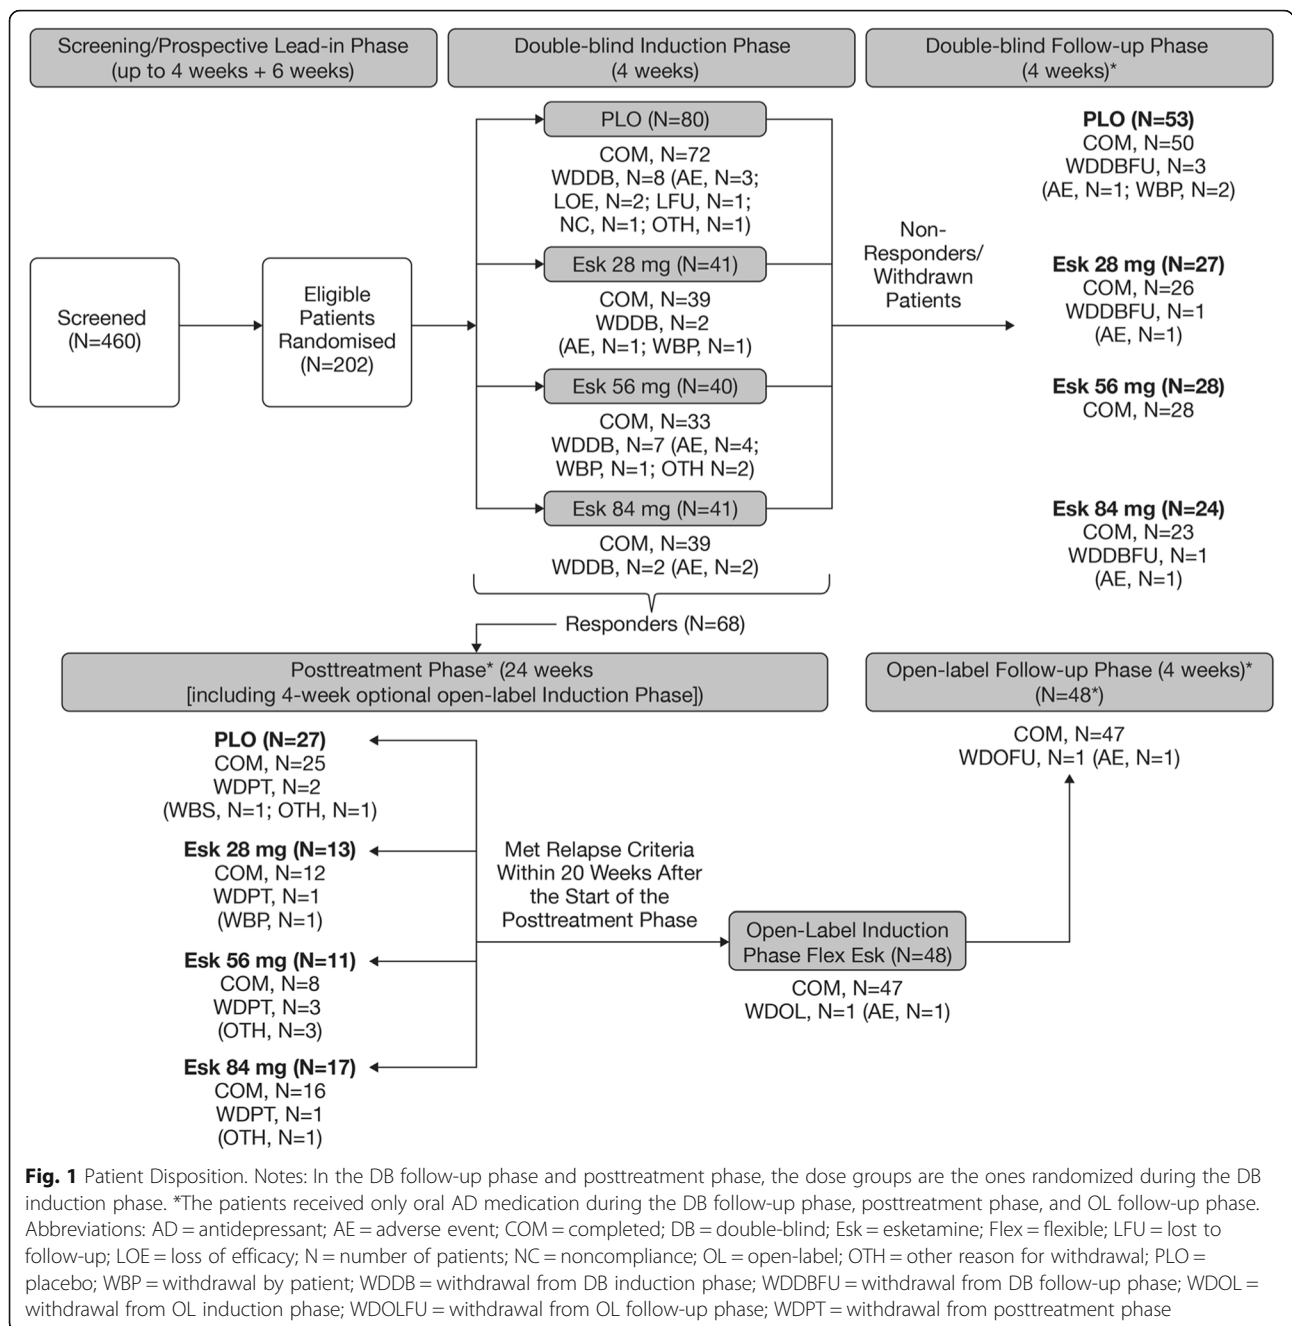 Screening/Prospective Lead-in Phase
(up to 4 weeks + 6 weeks)
Double-blind Induction Phase
(4 weeks)
Double-blind Follow-up Phase
(4 weeks)*
Screened
(N=460)
Eligible
Patients
Randomised
(N=202)
PLO (N=80)
COM, N=72
WDDB, N=8 (AE, N=3;
LOE, N=2; LFU, N=1;
NC, N=1; OTH, N=1)
Esk 28 mg (N=41)
COM, N=39
WDDB, N=2
(AE, N=1; WBP, N=1)
Esk 56 mg (N=40)
COM, N=33
WDDB, N=7 (AE, N=4;
WBP, N=1; OTH N=2)
Esk 84 mg (N=41)
COM, N=39
WDDB, N=2 (AE, N=2)
Non-
Responders/
Withdrawn
Patients
PLO (N=53)
COM, N=50
WDDBFU, N=3
(AE, N=1; WBP, N=2)
Esk 28 mg (N=27)
COM, N=26
WDDBFU, N=1
(AE, N=1)
Esk 56 mg (N=28)
COM, N=28
Esk 84 mg (N=24)
COM, N=23
WDDBFU, N=1
(AE, N=1)
Responders (N=68)
Posttreatment Phase* (24 weeks
[including 4-week optional open-label Induction Phase])
Open-label Follow-up Phase (4 weeks)*
(N=48*)
PLO (N=27)
COM, N=25
WDPT, N=2
(WBS, N=1; OTH, N=1)
Esk 28 mg (N=13)
COM, N=12
WDPT, N=1
(WBP, N=1)
Esk 56 mg (N=11)
COM, N=8
WDPT, N=3
(OTH, N=3)
Esk 84 mg (N=17)
COM, N=16
WDPT, N=1
(OTH, N=1)
Met Relapse Criteria
Within 20 Weeks After
the Start of the
Posttreatment Phase
Open-Label Induction
Phase Flex Esk (N=48)
COM, N=47
WDOL, N=1 (AE, N=1)
COM, N=47
WDOFU, N=1 (AE, N=1)
Fig. 1 Patient Disposition. Notes: In the DB follow-up phase and posttreatment phase, the dose groups are the ones randomized during the DB
induction phase. *The patients received only oral AD medication during the DB follow-up phase, posttreatment phase, and OL follow-up phase.
Abbreviations: AD = antidepressant; AE = adverse event; COM = completed; DB = double-blind; Esk = esketamine; Flex = flexible; LFU = lost to
follow-up; LOE = loss of efficacy; N = number of patients; NC = noncompliance; OL = open-label; OTH = other reason for withdrawal; PLO =
placebo; WBP = withdrawal by patient; WDDB = withdrawal from DB induction phase; WDDBFU = withdrawal from DB follow-up phase; WDOL =
withdrawal from OL induction phase; WDOLFU = withdrawal from OL follow-up phase; WDPT = withdrawal from posttreatment phase